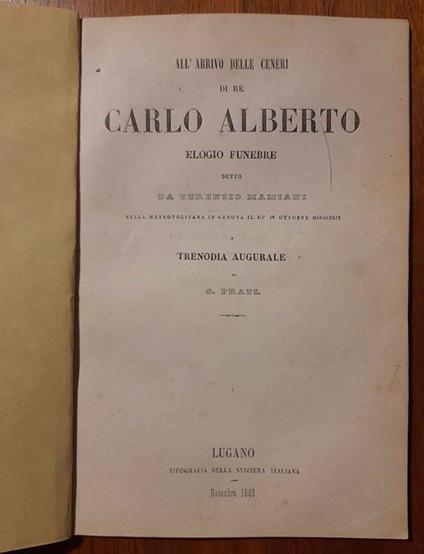 ALL' ARRIVO DELLE CENERI
DI RE
CARLO ALBERTO
ELOGIO FUNEBRE
DETTO
DA TERENZIO MAMIANI
NELLA METROPOLITANA IN GENOVA IL DÌ IV OTTOBRE MDCCCXLIX
E
TRENODIA AUGURALE
DI
G. PRATI.
LUGANO
TIPOGRAFIA DELLA SVIZZERA ITALIANA
Novembre 1849.